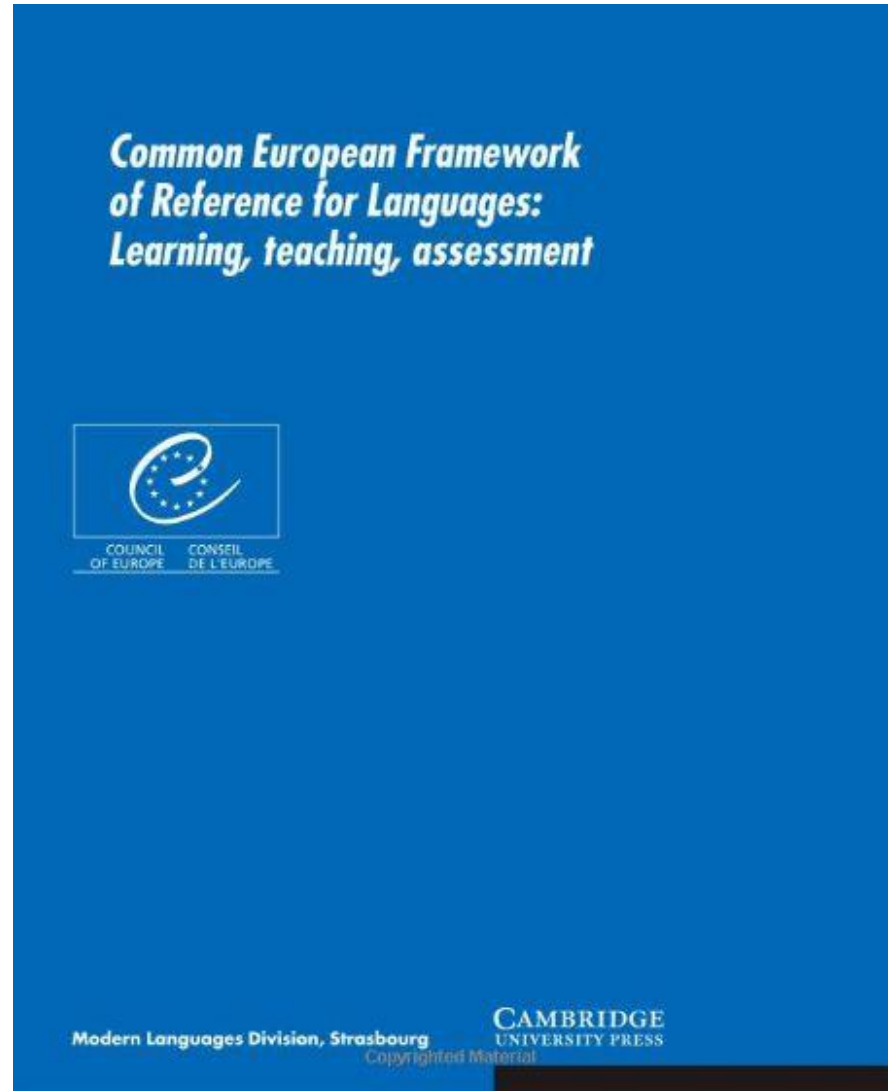 Common European Framework
of Reference for Languages:
Learning, teaching, assessment
COUNCIL CONSEIL
OF EUROPE DE L'EUROPE
Modern Languages Division, Strasbourg
CAMBRIDGE
UNIVERSITY PRESS
Copyrighted Material